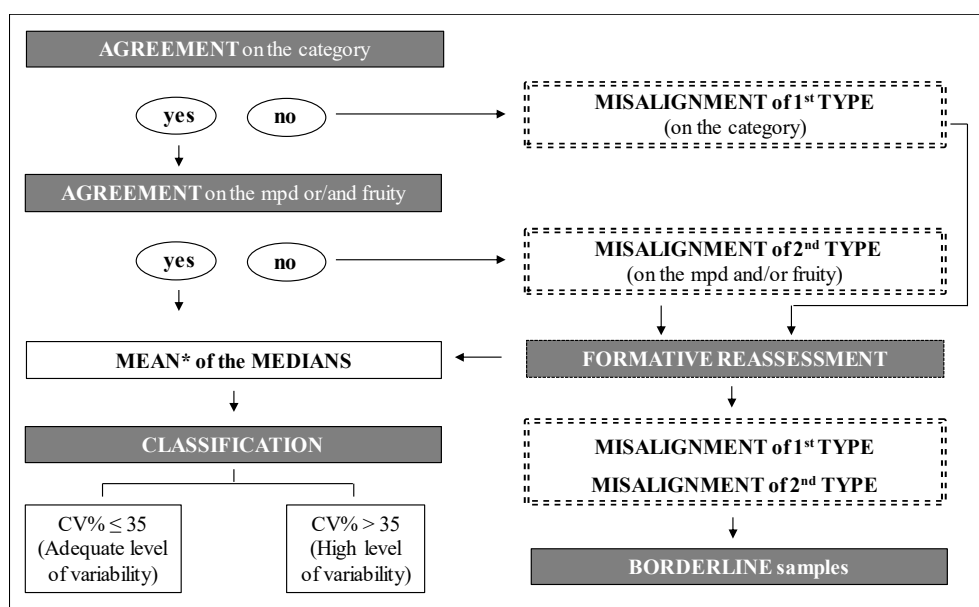 AGREEMENT on the category
yes
no
MISALIGNMENT of 1st TYPE
(on the category)
AGREEMENT on the mpd or/and fruity
yes
no
MISALIGNMENT of 2nd TYPE
(on the mpd and/or fruity)
MEAN* of the MEDIANS
FORMATIVE REASSESSMENT
CLASSIFICATION
MISALIGNMENT of 1st TYPE
MISALIGNMENT of 2nd TYPE
CV% ≤ 35
(Adequate level
of variability)
CV% > 35
(High level
of variability)
BORDERLINE samples